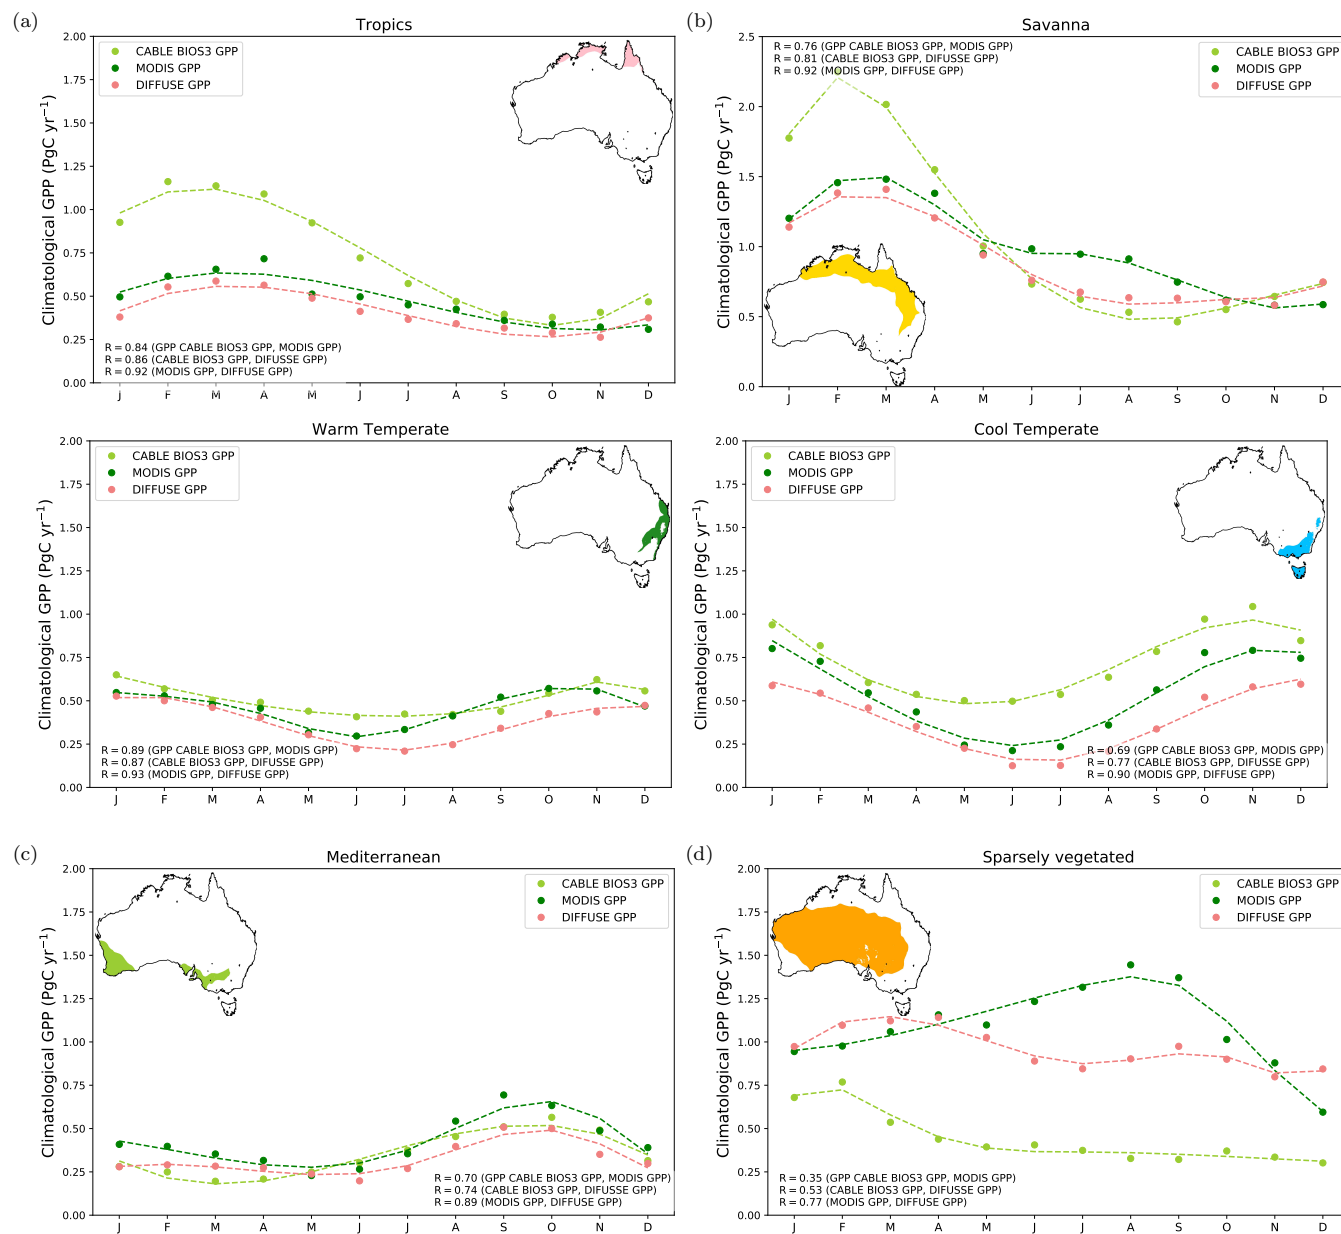 (a)
Tropics
CABLE BIOS3 GPP
MODIS GPP
DIFFUSE GPP
Climatological GPP (PgC yr⁻¹)
2.00
1.75
1.50
1.25
1.00
0.75
0.50
0.25
0.00
R = 0.84 (GPP CABLE BIOS3 GPP, MODIS GPP)
R = 0.86 (CABLE BIOS3 GPP, DIFUSSE GPP)
R = 0.92 (MODIS GPP, DIFFUSE GPP)
J F M A M J J A S O N D
(b)
Savanna
R = 0.76 (GPP CABLE BIOS3 GPP, MODIS GPP)
R = 0.81 (CABLE BIOS3 GPP, DIFUSSE GPP)
R = 0.92 (MODIS GPP, DIFFUSE GPP)
CABLE BIOS3 GPP
MODIS GPP
DIFFUSE GPP
Climatological GPP (PgC yr⁻¹)
2.5
2.0
1.5
1.0
0.5
0.0
J F M A M J J A S O N D
Warm Temperate
CABLE BIOS3 GPP
MODIS GPP
DIFFUSE GPP
Climatological GPP (PgC yr⁻¹)
2.00
1.75
1.50
1.25
1.00
0.75
0.50
0.25
0.00
R = 0.89 (GPP CABLE BIOS3 GPP, MODIS GPP)
R = 0.87 (CABLE BIOS3 GPP, DIFUSSE GPP)
R = 0.93 (MODIS GPP, DIFFUSE GPP)
J F M A M J J A S O N D
Cool Temperate
CABLE BIOS3 GPP
MODIS GPP
DIFFUSE GPP
Climatological GPP (PgC yr⁻¹)
2.00
1.75
1.50
1.25
1.00
0.75
0.50
0.25
0.00
R = 0.69 (GPP CABLE BIOS3 GPP, MODIS GPP)
R = 0.77 (CABLE BIOS3 GPP, DIFUSSE GPP)
R = 0.90 (MODIS GPP, DIFFUSE GPP)
J F M A M J J A S O N D
(c)
Mediterranean
CABLE BIOS3 GPP
MODIS GPP
DIFFUSE GPP
Climatological GPP (PgC yr⁻¹)
2.00
1.75
1.50
1.25
1.00
0.75
0.50
0.25
0.00
R = 0.70 (GPP CABLE BIOS3 GPP, MODIS GPP)
R = 0.74 (CABLE BIOS3 GPP, DIFUSSE GPP)
R = 0.89 (MODIS GPP, DIFFUSE GPP)
J F M A M J J A S O N D
(d)
Sparsely vegetated
CABLE BIOS3 GPP
MODIS GPP
DIFFUSE GPP
Climatological GPP (PgC yr⁻¹)
2.00
1.75
1.50
1.25
1.00
0.75
0.50
0.25
0.00
R = 0.35 (GPP CABLE BIOS3 GPP, MODIS GPP)
R = 0.53 (CABLE BIOS3 GPP, DIFUSSE GPP)
R = 0.77 (MODIS GPP, DIFFUSE GPP)
J F M A M J J A S O N D